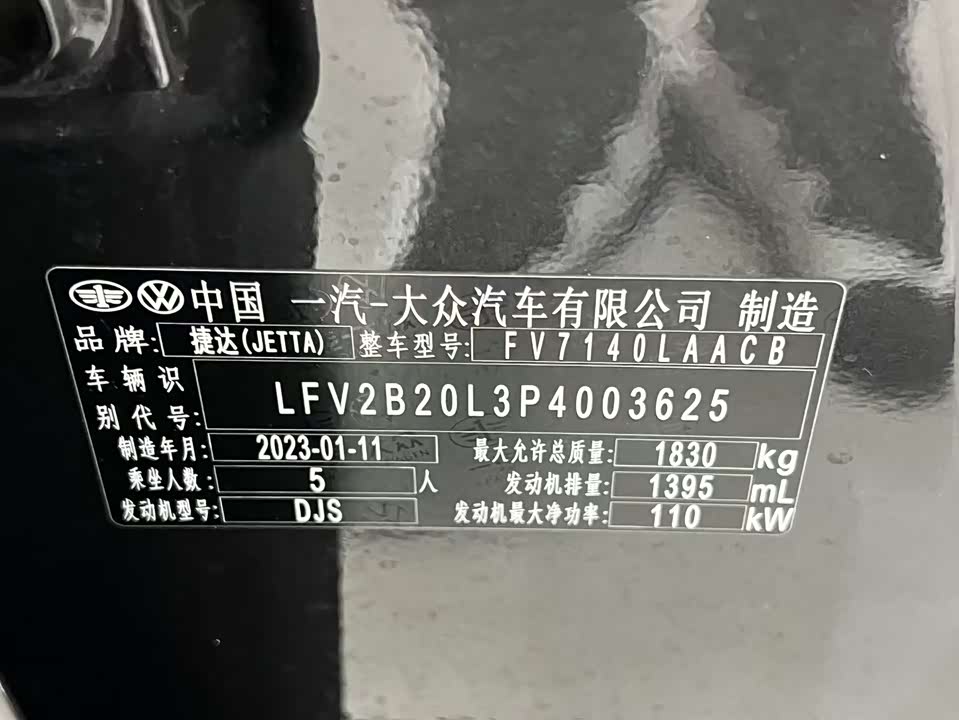 中国 一汽-大众汽车有限公司 制造
品牌: 捷达(JETTA) 整车型号: FV7140LAACB
车辆识别代号: LFV2B20L3P4003625
制造年月: 2023-01-11 最大允许总质量: 1830 kg
乘坐人数: 5 人 发动机排量: 1395 mL
发动机型号: DJS 发动机最大净功率: 110 kW